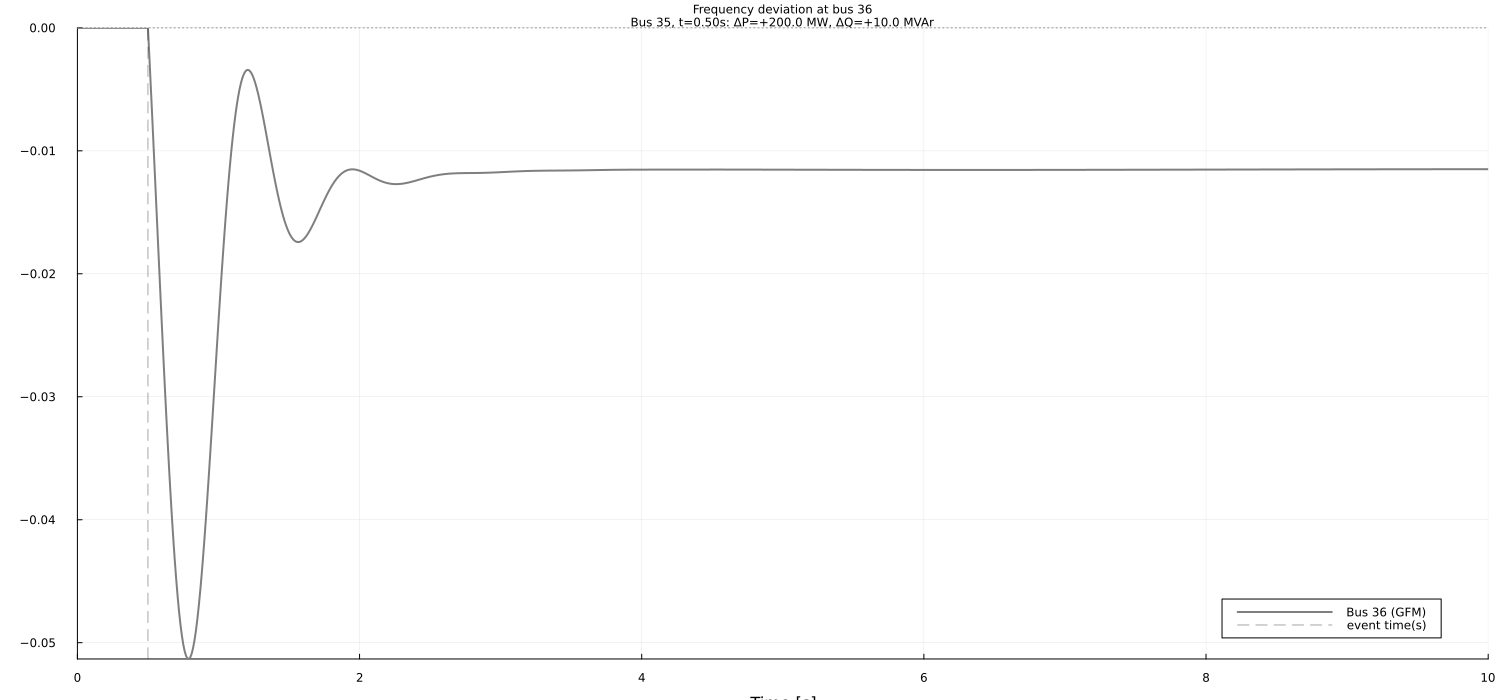 Frequency deviation at bus 36
Bus 35, t=0.50s: ΔP=+200.0 MW, ΔQ=+10.0 MVAr
0.00
−0.01
−0.02
−0.03
−0.04
−0.05
Bus 36 (GFM)
event time(s)
0
2
4
6
8
10
Time [s]